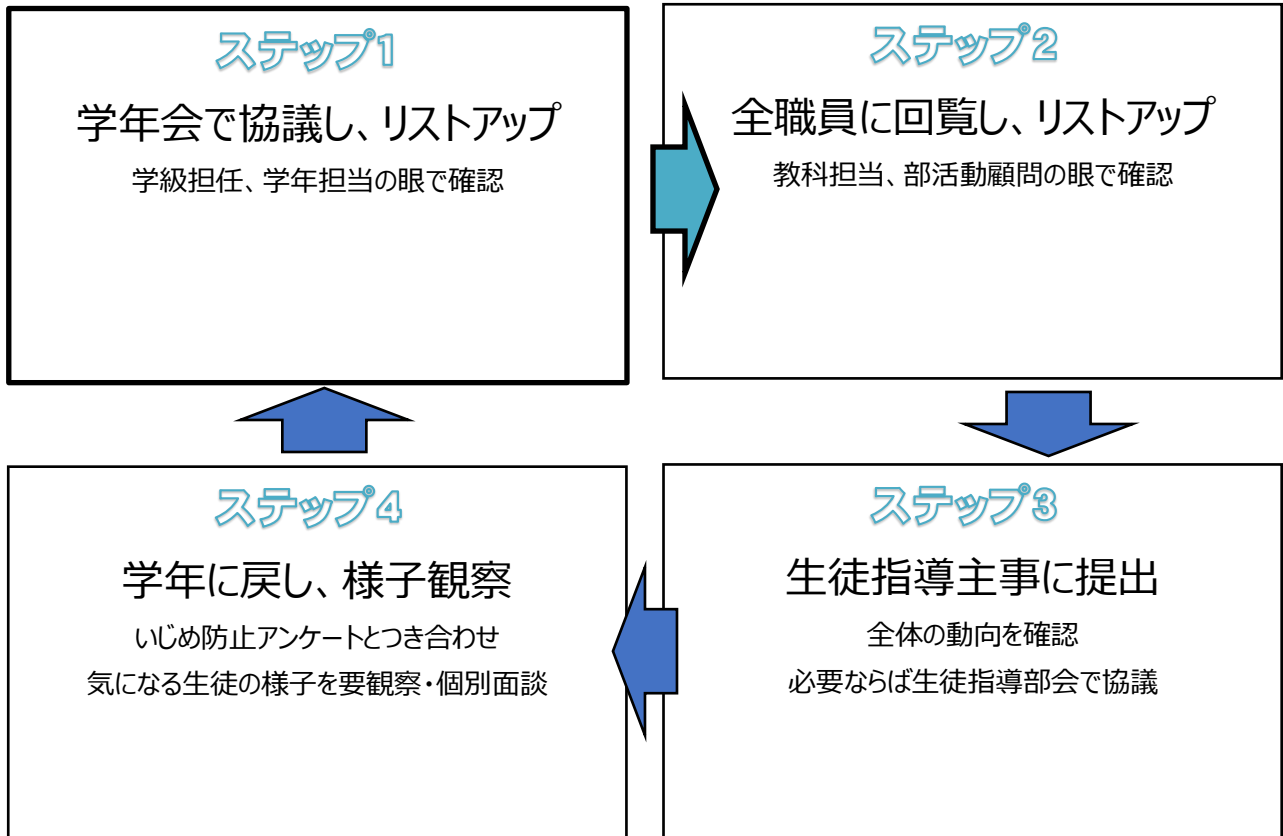 ステップ1
学年会で協議し、リストアップ
学級担任、学年担当の眼で確認
ステップ2
全職員に回覧し、リストアップ
教科担当、部活動顧問の眼で確認
ステップ3
生徒指導主事に提出
全体の動向を確認
必要ならば生徒指導部会で協議
ステップ4
学年に戻し、様子観察
いじめ防止アンケートとつき合わせ
気になる生徒の様子を要観察・個別面談